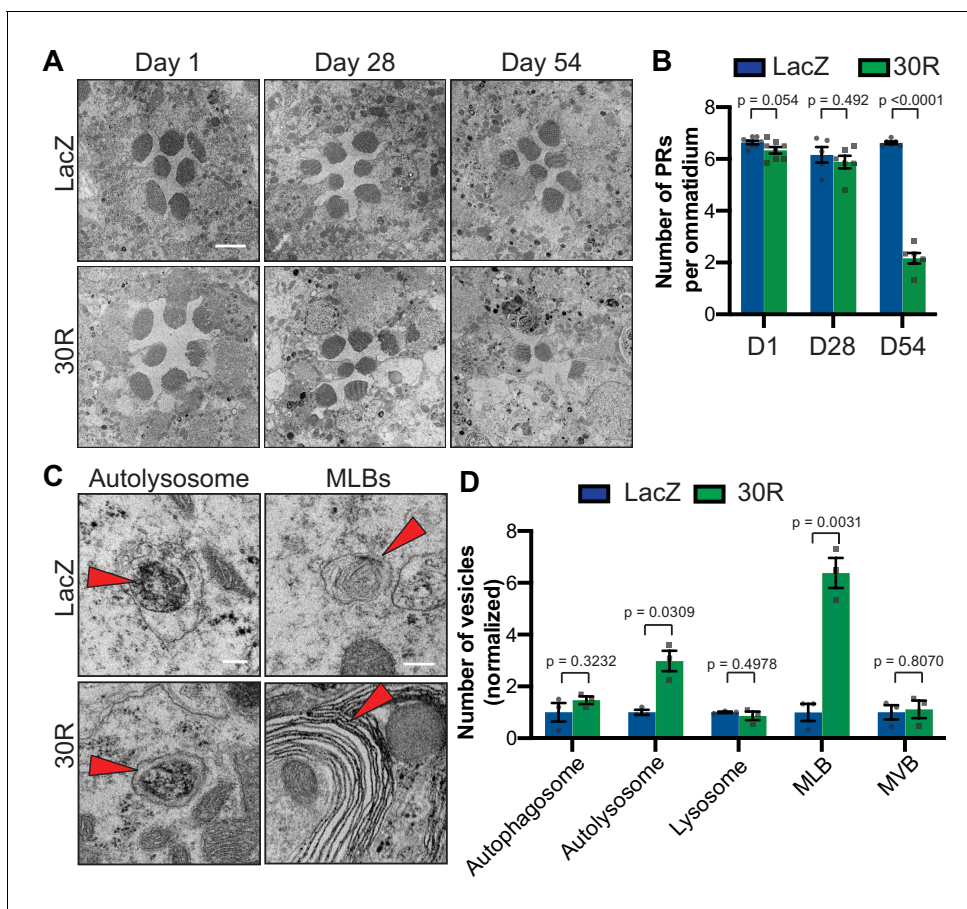 A
Day 1
Day 28
Day 54
LacZ
30R
B
LacZ
30R
p = 0.054
p = 0.492
p <0.0001
Number of PRs
per ommatidium
8
6
4
2
0
D1
D28
D54
C
Autolysosome
MLBs
LacZ
30R
D
LacZ
30R
Number of vesicles
(normalized)
8
6
4
2
0
p = 0.3232
p = 0.0309
p = 0.4978
p = 0.0031
p = 0.8070
Autophagosome
Autolysosome
Lysosome
MLB
MVB